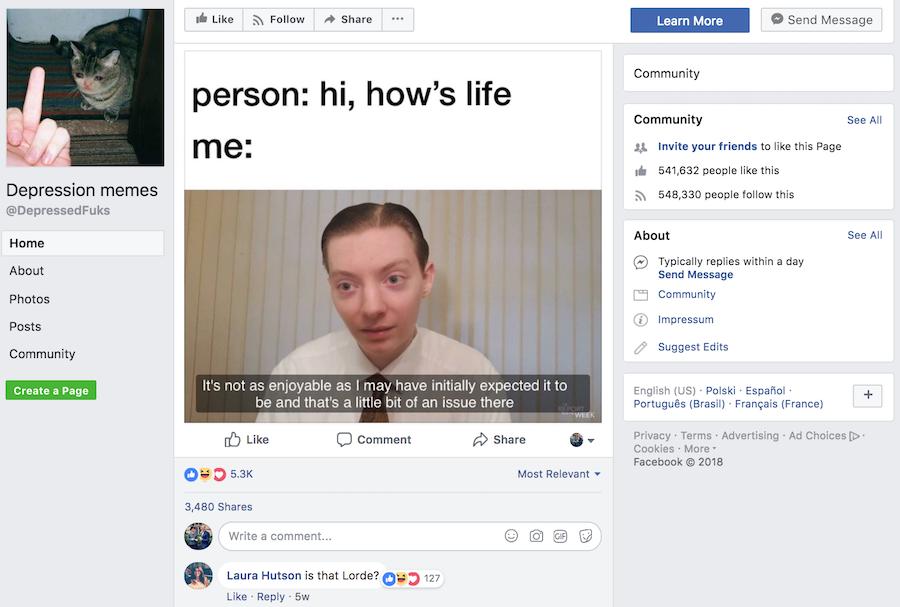 Like
Follow
Share
Learn More
Send Message
Depression memes
@DepressedFuks
Home
About
Photos
Posts
Community
Create a Page
person: hi, how's life
me:
It's not as enjoyable as I may have initially expected it to
be and that's a little bit of an issue there
WEEK
Like
Comment
Share
5.3K
Most Relevant
3,480 Shares
Write a comment...
GIF
Laura Hutson is that Lorde?
127
Like · Reply · 5w
Community
Community
See All
Invite your friends to like this Page
541,632 people like this
548,330 people follow this
About
See All
Typically replies within a day
Send Message
Community
Impressum
Suggest Edits
English (US) · Polski · Español ·
Português (Brasil) · Français (France)
+
Privacy · Terms · Advertising · Ad Choices ·
Cookies · More
Facebook © 2018